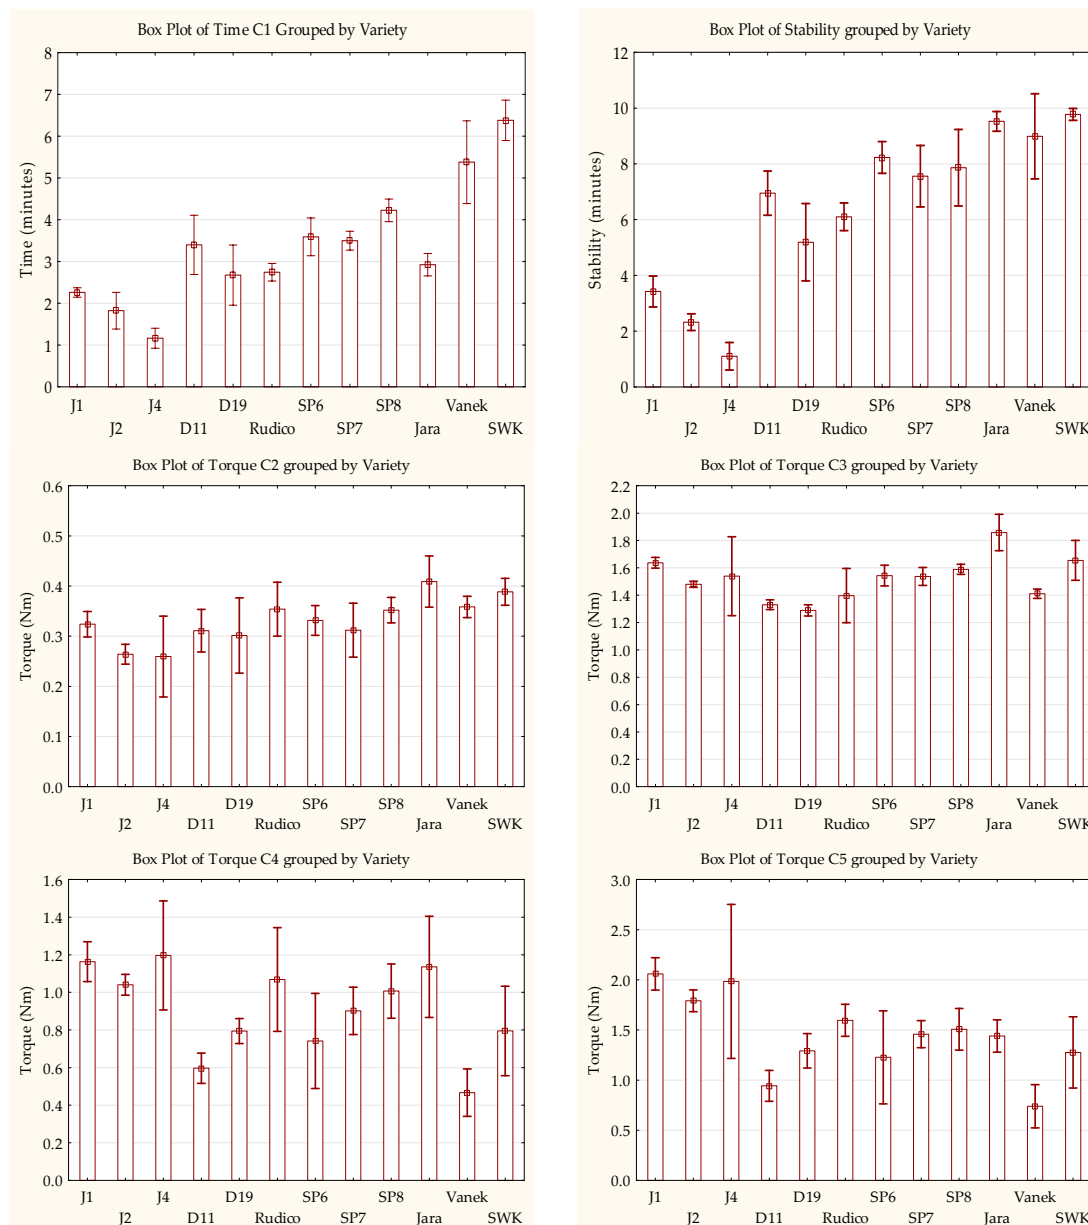 Box Plot of Time C1 Grouped by Variety
Time (minutes)
8
7
6
5
4
3
2
1
0
J1 J4 D19 SP6 SP8 Vanek
J2 D11 Rudico SP7 Jara SWK
Box Plot of Stability grouped by Variety
Stability (minutes)
12
10
8
6
4
2
0
J1 J4 D19 SP6 SP8 Vanek
J2 D11 Rudico SP7 Jara SWK
Box Plot of Torque C2 grouped by Variety
Torque (Nm)
0.6
0.5
0.4
0.3
0.2
0.1
0.0
J1 J4 D19 SP6 SP8 Vanek
J2 D11 Rudico SP7 Jara SWK
Box Plot of Torque C3 grouped by Variety
Torque (Nm)
2.2
2.0
1.8
1.6
1.4
1.2
1.0
0.8
0.6
0.4
0.2
0.0
J1 J4 D19 SP6 SP8 Vanek
J2 D11 Rudico SP7 Jara SWK
Box Plot of Torque C4 grouped by Variety
Torque (Nm)
1.6
1.4
1.2
1.0
0.8
0.6
0.4
0.2
0.0
J1 J4 D19 SP6 SP8 Vanek
J2 D11 Rudico SP7 Jara SWK
Box Plot of Torque C5 grouped by Variety
Torque (Nm)
3.0
2.5
2.0
1.5
1.0
0.5
0.0
J1 J4 D19 SP6 SP8 Vanek
J2 D11 Rudico SP7 Jara SWK